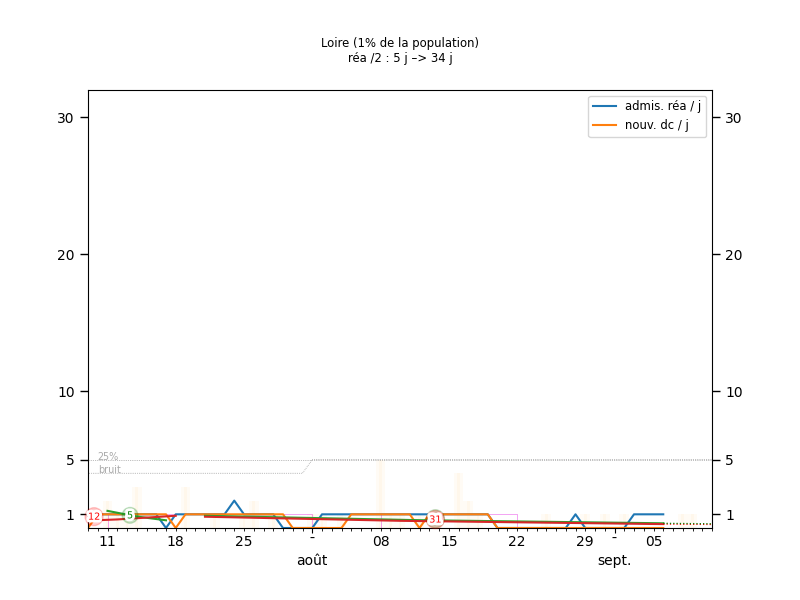 Loire (1% de la population)
réa /2 : 5 j –> 34 j
admis. réa / j
nouv. dc / j
30 30
20 20
10 10
5 5
1 1
25%
bruit
12 5 31
11 18 25 - 08 15 22 29 - 05
août sept.